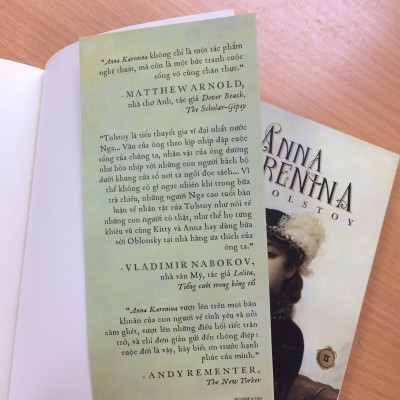 “Anna Karenina không chỉ là một tác phẩm
nghệ thuật, mà còn là một bức tranh cuộc
sống vô cùng chân thực.”
- MATTHEW ARNOLD,
nhà thơ Anh, tác giả Dover Beach,
The Scholar-Gipsy
“Tolstoy là tiểu thuyết gia vĩ đại nhất nước
Nga... Văn của ông theo kịp nhịp đập cuộc
sống của chúng ta, nhân vật của ông dường
như hòa nhịp với những con người bách bộ
dưới khung cửa sổ nơi ta ngồi đọc sách... Vì
thế không có gì ngạc nhiên khi trong bữa
trà chiều, những người Nga cao tuổi bàn
luận về nhân vật của Tolstoy như nói về
những con người có thật, như thể họ từng
khiêu vũ cùng Kitty và Anna hay dùng bữa
với Oblonsky tại nhà hàng ưa thích của
ông ta.”
- VLADIMIR NABOKOV,
nhà văn Mỹ, tác giả Lolita,
Tiếng cười trong bóng tối
“Anna Karenina vượt lên trên mọi băn
khoăn của con người về tình yêu và nỗi
căm ghét, vượt lên những điều hối tiếc trăn
trở, và chỉ đơn giản gửi đến thông điệp:
cuộc đời là vậy, hãy biết ơn trước hạnh
phúc của mình.”
- ANDY REMENTER,
The New Yorker
ANNA
ARENINA
OLSTOY
II